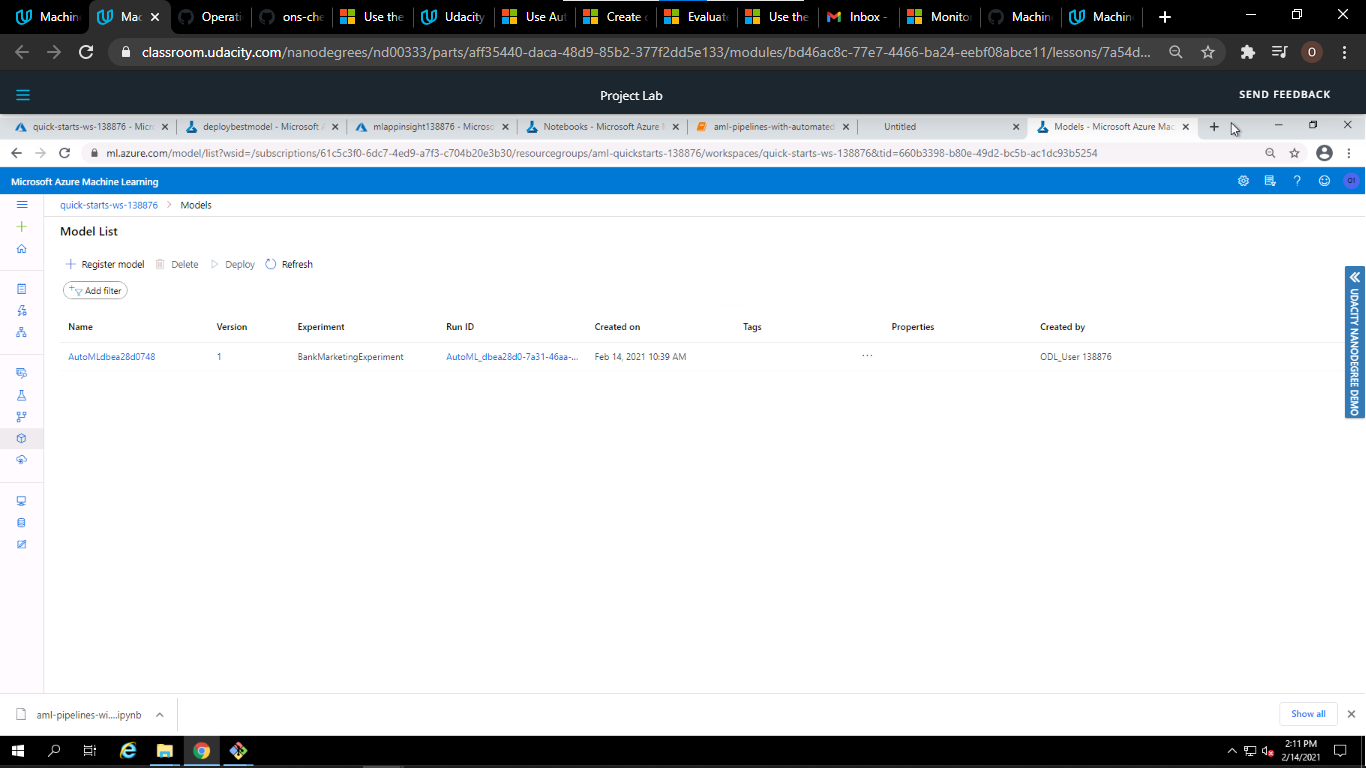 Machin
Mac
Operati
ons-che
Use the
Udacity
Use Aut
Create
Evaluate
Use the
Inbox -
Monito
Machin
Machin
classroom.udacity.com/nanodegrees/nd00333/parts/aff35440-daca-48d9-85b2-377f2dd5e133/modules/bd46ac8c-77e7-4466-ba24-eebf08abce11/lessons/7a54d...
O
Project Lab
SEND FEEDBACK
quick-starts-ws-138876 - Micro
deploybestmodel - Microsoft A
mlappinsight138876 - Microso
Notebooks - Microsoft Azure
aml-pipelines-with-automated
Untitled
Models - Microsoft Azure Mac
ml.azure.com/model/list?wsid=/subscriptions/61c5c3f0-6dc7-4ed9-a7f3-c704b20e3b30/resourcegroups/aml-quickstarts-138876/workspaces/quick-starts-ws-138876&tid=660b3398-b80e-49d2-bc5b-ac1dc93b5254
Microsoft Azure Machine Learning
O1
quick-starts-ws-138876 > Models
Model List
Register model
Delete
Deploy
Refresh
Add filter
Name Version Experiment Run ID Created on Tags Properties Created by
AutoMLdbea28d0748 1 BankMarketingExperiment AutoML_dbea28d0-7a31-46aa-... Feb 14, 2021 10:39 AM ... ODL_User 138876
UDACITY NANODEGREE DEMO
aml-pipelines-wi....ipynb
Show all
2:11 PM
2/14/2021